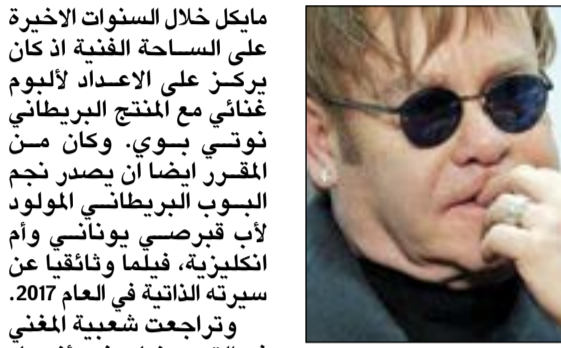 مايكل خلال السنوات الاخيرة
على الساحة الفنية اذ كان
يركز على الاعداد لألبوم
غنائي مع المنتج البريطاني
نوتي بوي. وكان من
المقرر ايضا ان يصدر نجم
البوب البريطاني المولود
لأب قبرصي يوناني وأم
انكليزية، فيلما وثائقيا عن
سيرته الذاتية في العام 2017.
وتراجعت شعبية المغني